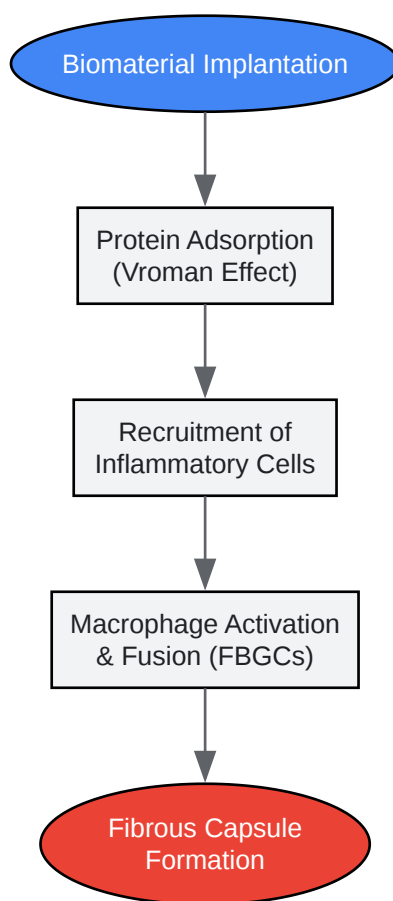 Biomaterial Implantation
Protein Adsorption
(Vroman Effect)
Recruitment of
Inflammatory Cells
Macrophage Activation
& Fusion (FBGCs)
Fibrous Capsule
Formation